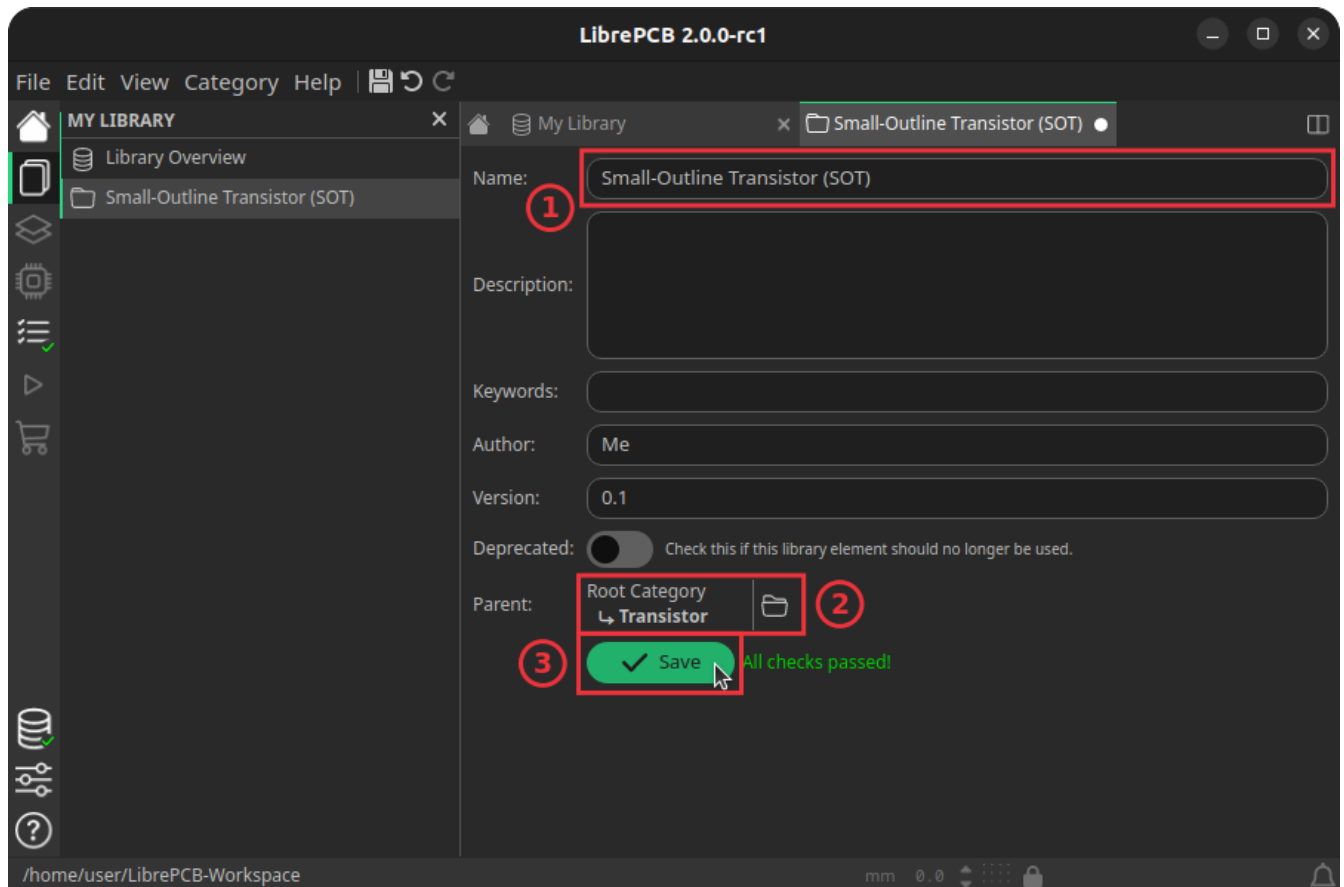 LibrePCB 2.0.0-rc1
File Edit View Category Help
MY LIBRARY
Library Overview
Small-Outline Transistor (SOT)
My Library
Small-Outline Transistor (SOT)
Name: Small-Outline Transistor (SOT)
1
Description:
Keywords:
Author: Me
Version: 0.1
Deprecated: Check this if this library element should no longer be used.
Parent: Root Category
Transistor
2
3
Save All checks passed!
/home/user/LibrePCB-Workspace mm 0.0